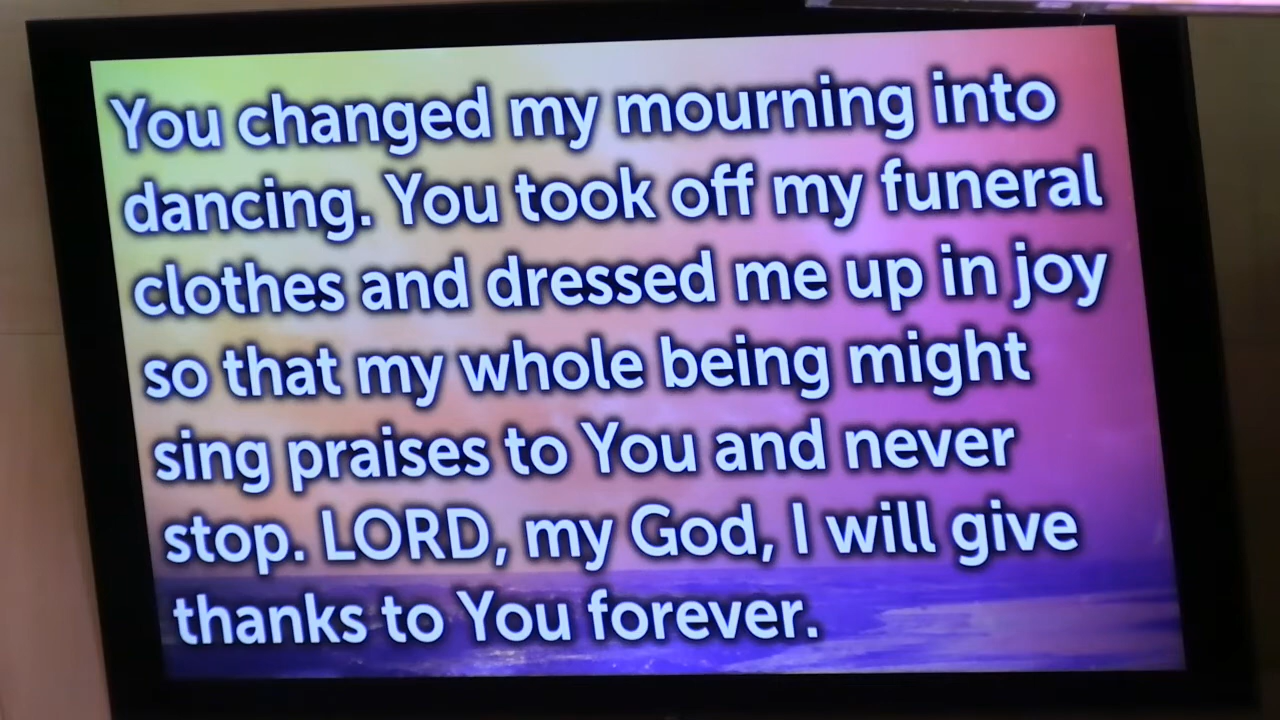 You changed my mourning into
dancing. You took off my funeral
clothes and dressed me up in joy
so that my whole being might
sing praises to You and never
stop. LORD, my God, I will give
thanks to You forever.